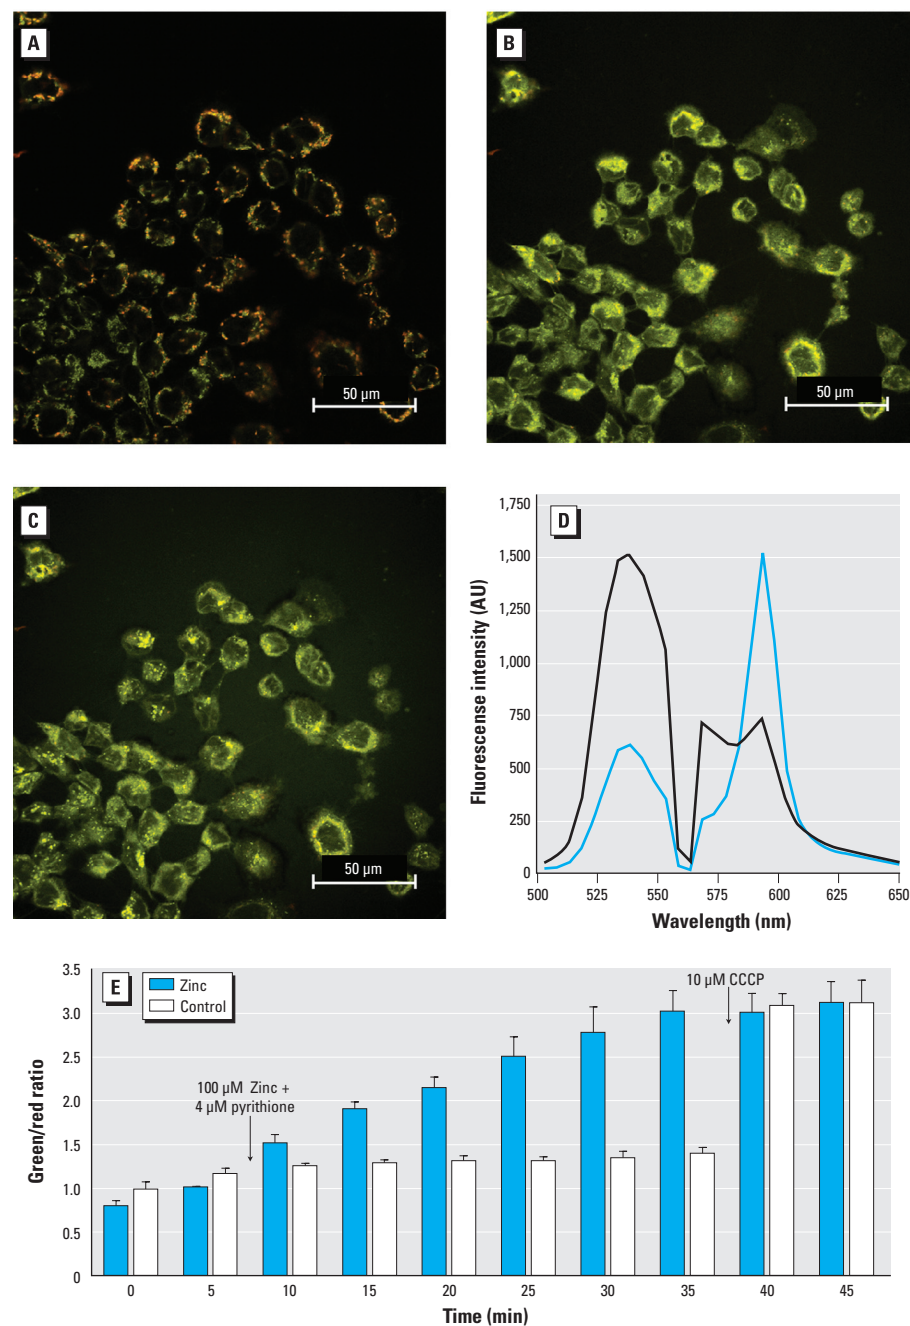 A
B
50 µm
50 µm
C
50 µm
D
1,750
1,500
1,250
1,000
750
500
250
0
Fluorescense intensity (AU)
500
525
550
575
600
625
650
Wavelength (nm)
E
Zinc
Control
3.5
3.0
2.5
2.0
1.5
1.0
0.5
0
Green/red ratio
100 µM Zinc +
4 µM pyrithione
10 µM CCCP
0
5
10
15
20
25
30
35
40
45
Time (min)